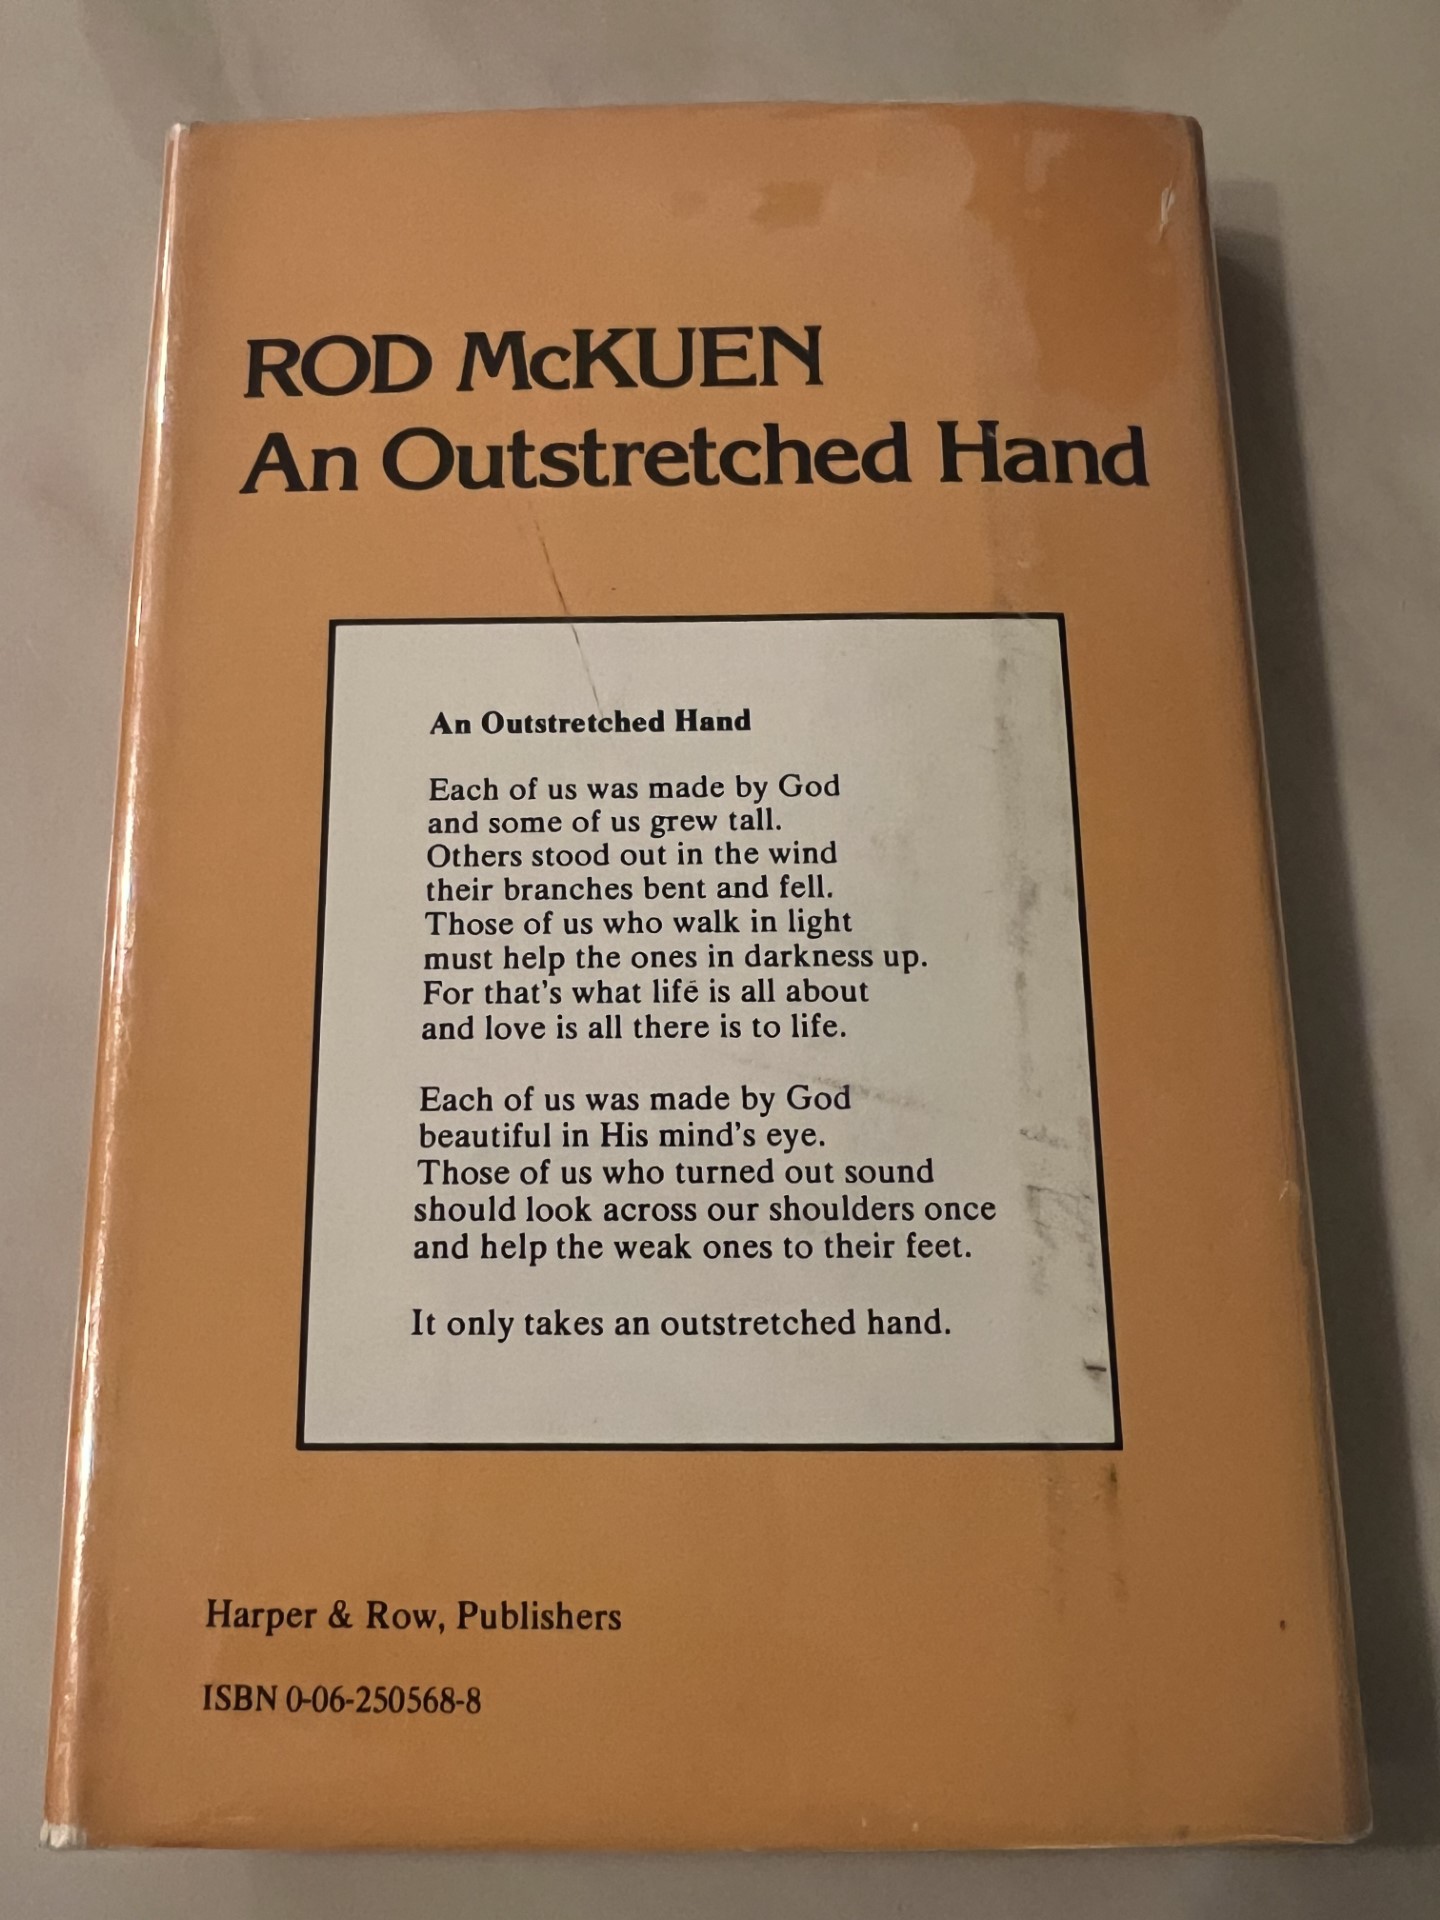 ROD McKUEN
An Outstretched Hand
An Outstretched Hand
Each of us was made by God
and some of us grew tall.
Others stood out in the wind
their branches bent and fell.
Those of us who walk in light
must help the ones in darkness up.
For that's what life is all about
and love is all there is to life.
Each of us was made by God
beautiful in His mind's eye.
Those of us who turned out sound
should look across our shoulders once
and help the weak ones to their feet.
It only takes an outstretched hand.
Harper & Row, Publishers
ISBN 0-06-250568-8